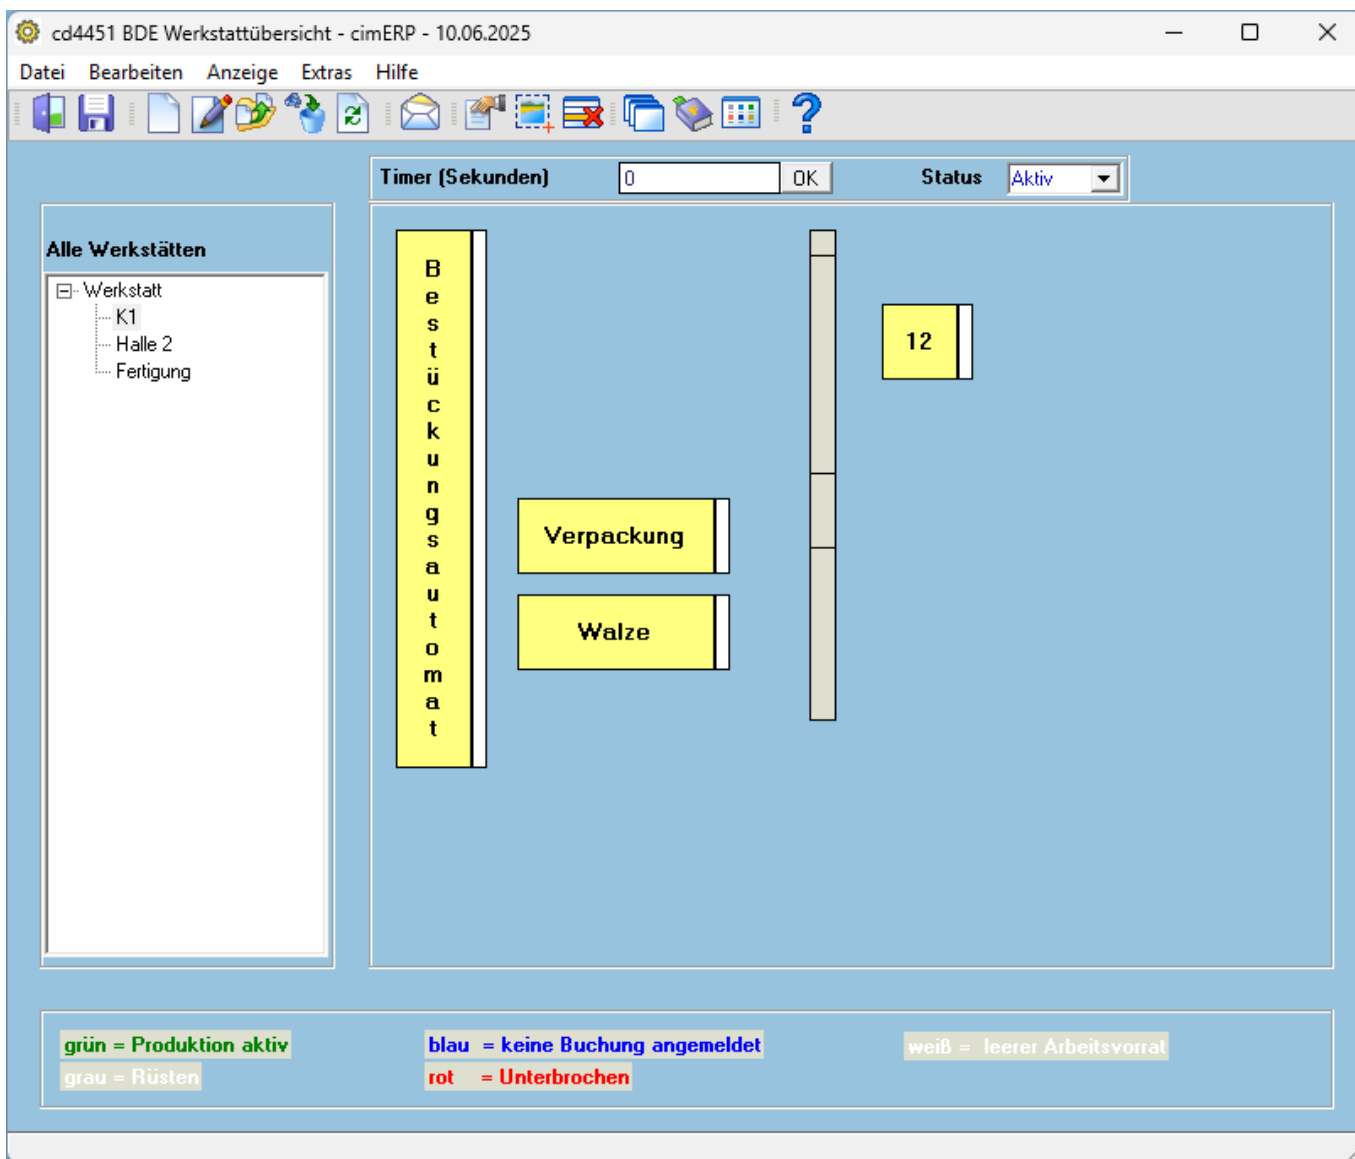 cd4451 BDE Werkstattübersicht - cimERP - 10.06.2025
Datei Bearbeiten Anzeige Extras Hilfe
Timer (Sekunden) 0 OK Status Aktiv
Alle Werkstätten
Werkstatt
K1
Halle 2
Fertigung
Bestückungsautomat
12
Verpackung
Walze
grün = Produktion aktiv blau = keine Buchung angemeldet weiß = leerer Arbeitsvorrat
grau = Rüsten rot = Unterbrochen